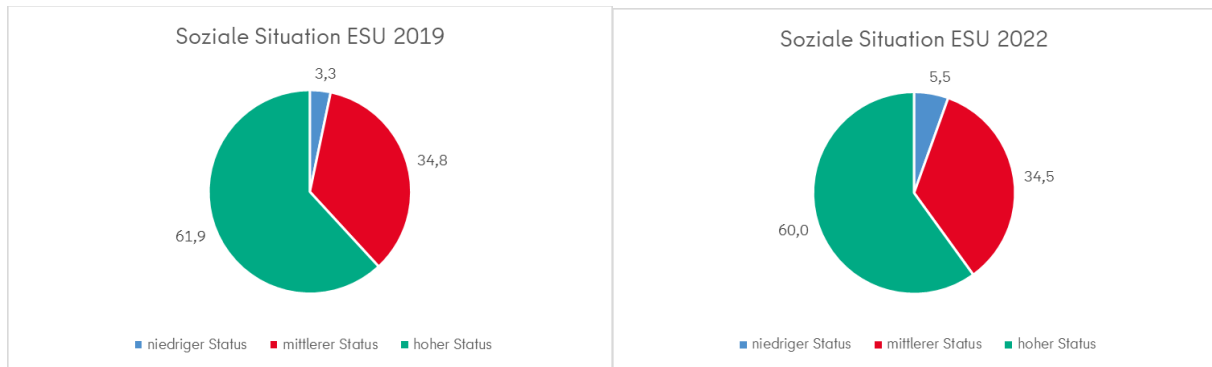 Soziale Situation ESU 2019
3,3
34,8
61,9
niedriger Status mittlerer Status hoher Status
Soziale Situation ESU 2022
5,5
34,5
60,0
niedriger Status mittlerer Status hoher Status